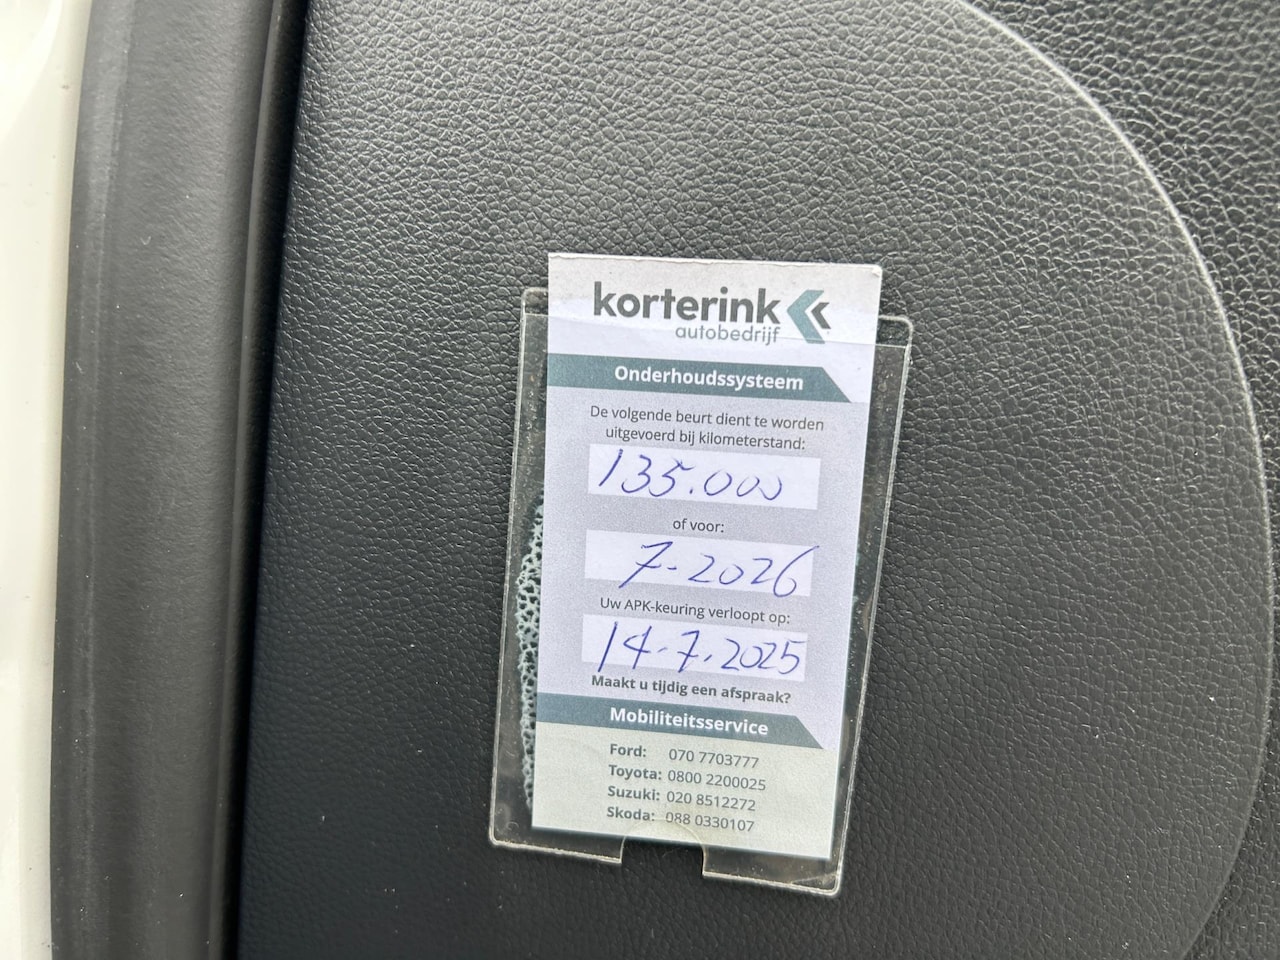 korterink
autobedrijf
Onderhoudssysteem
De volgende beurt dient te worden
uitgevoerd bij kilometerstand:
135.000
of voor:
7-2026
Uw APK-keuring verloopt op:
14-7-2025
Maakt u tijdig een afspraak?
Mobiliteitsservice
Ford: 070 7703777
Toyota: 0800 2200025
Suzuki: 020 8512272
Skoda: 088 0330107